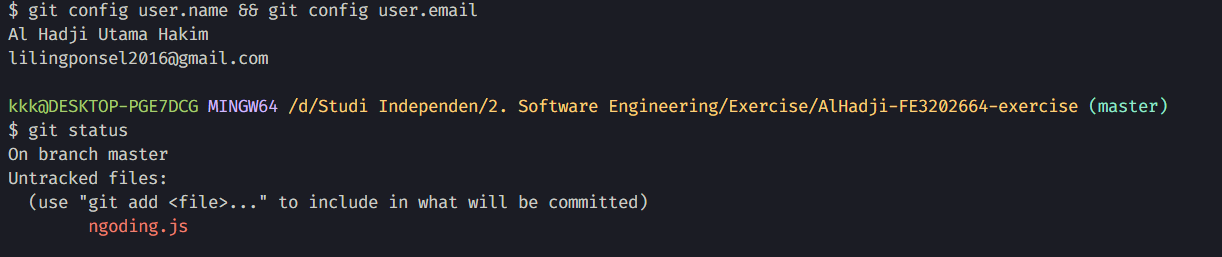 $ git config user.name && git config user.email
Al Hadji Utama Hakim
lilingponsel2016@gmail.com
kkk@DESKTOP-PGE7DCG MINGW64 /d/Studi Independen/2. Software Engineering/Exercise/AlHadji-FE3202664-exercise (master)
$ git status
On branch master
Untracked files:
  (use "git add <file>..." to include in what will be committed)
        ngoding.js